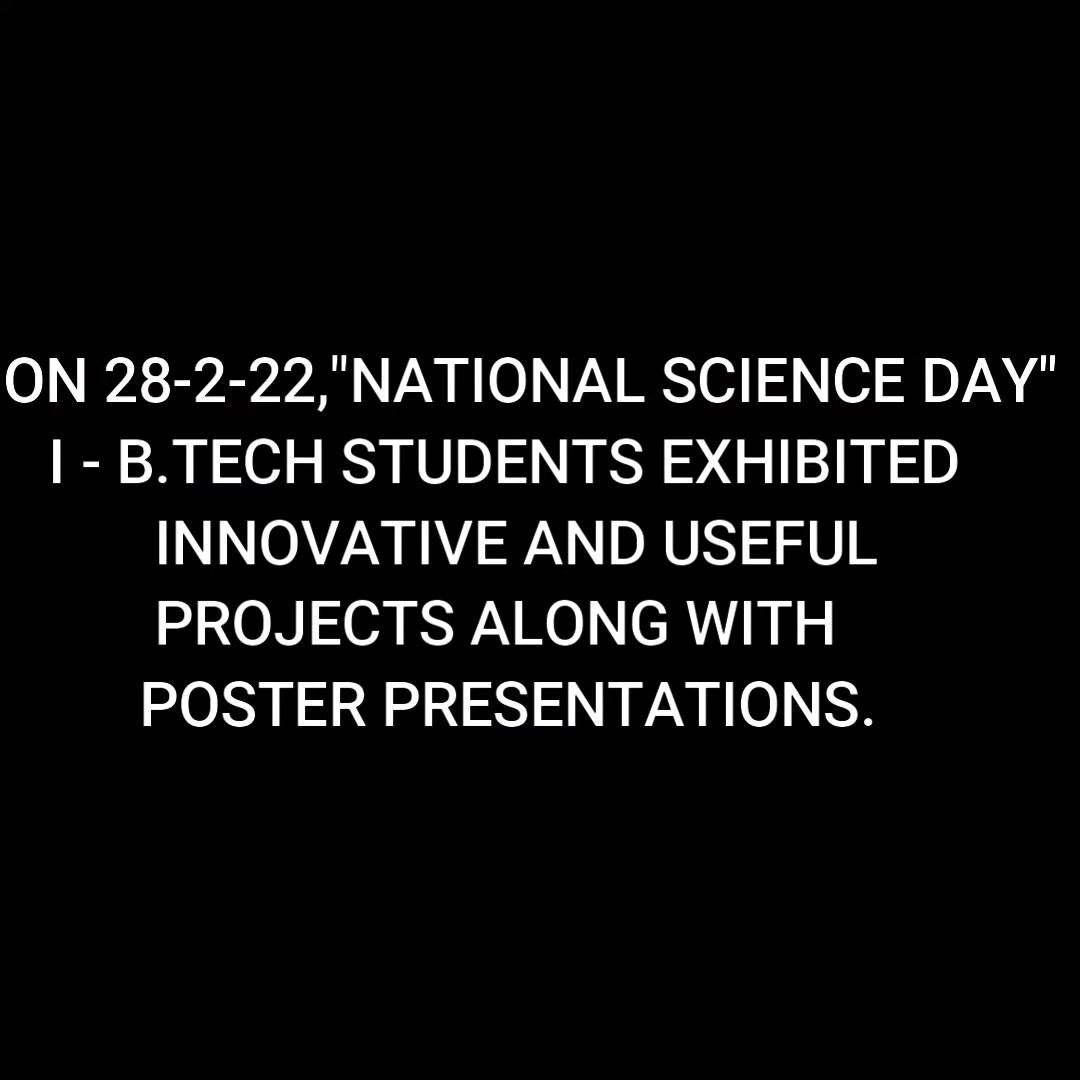 ON 28-2-22,"NATIONAL SCIENCE DAY"
I - B.TECH STUDENTS EXHIBITED
INNOVATIVE AND USEFUL
PROJECTS ALONG WITH
POSTER PRESENTATIONS.